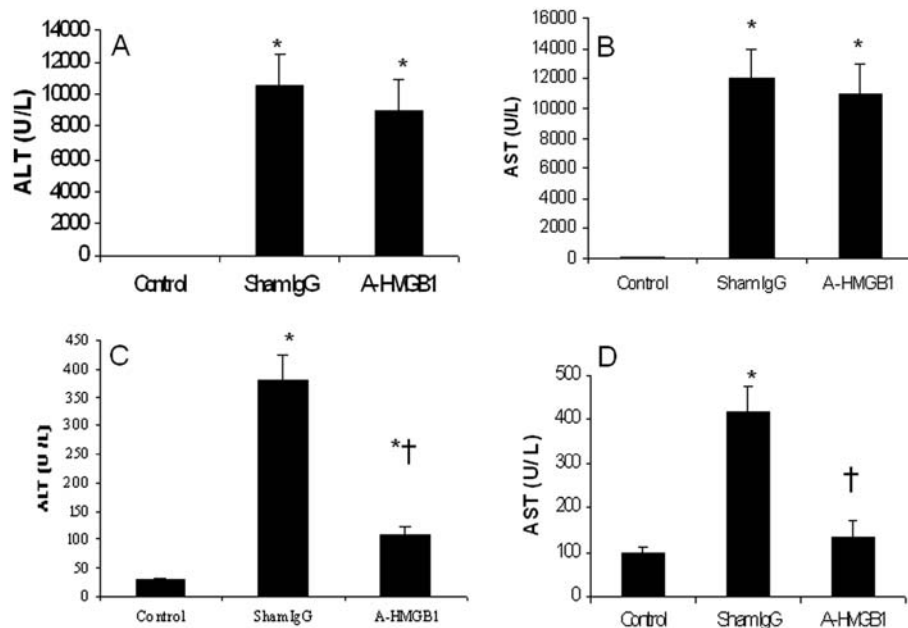 A
ALT (U/L)
14000
12000
10000
8000
6000
4000
2000
0
*
*
Control
ShamIgG
A-HMGB1
B
AST (U/L)
16000
14000
12000
10000
8000
6000
4000
2000
0
*
*
Control
ShamIgG
A-HMGB1
C
ALT (U/L)
450
400
350
300
250
200
150
100
50
0
*
*†
Control
ShamIgG
A-HMGB1
D
AST (U/L)
500
400
300
200
100
0
*
†
Control
ShamIgG
A-HMGB1